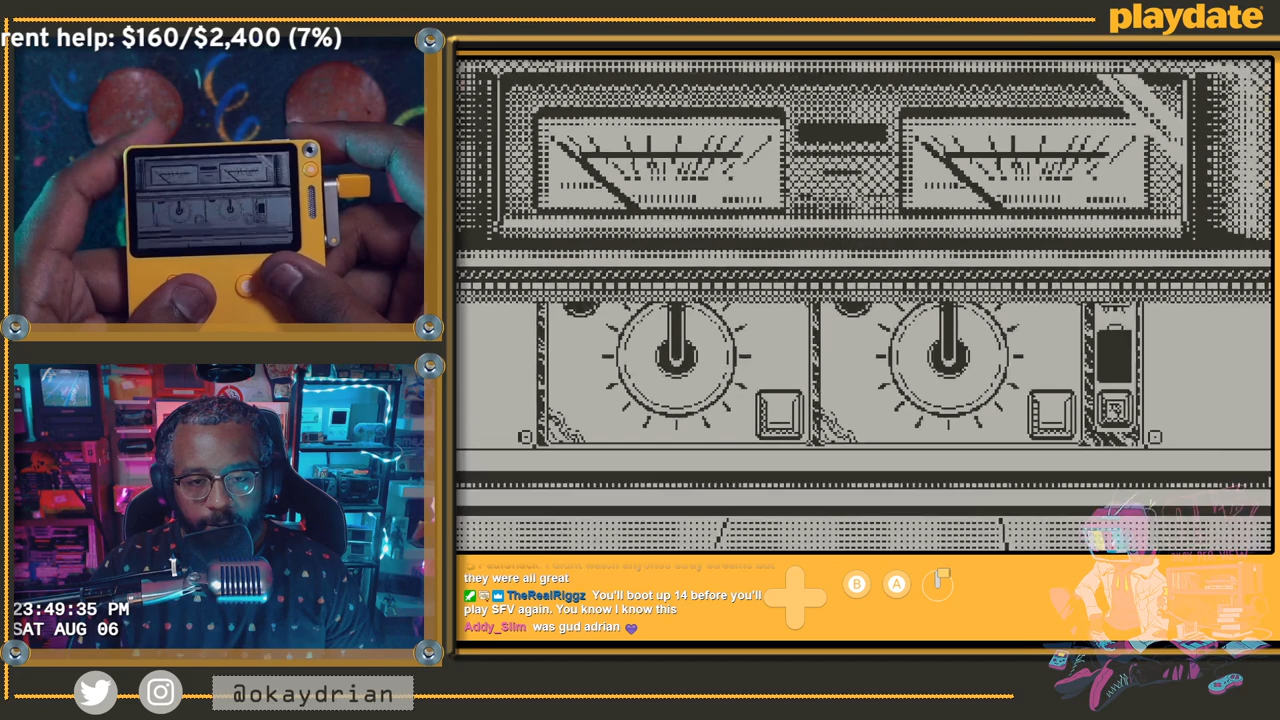 playdate
rent help: $160/$2,400 (7%)
they were all great
TheRealRiggz You'll boot up 14 before you'll
play SFV again. You know I know this
Addy_Slim was gud adrian
B
A
23:49:35 PM
SAT AUG 06
@okaydrian